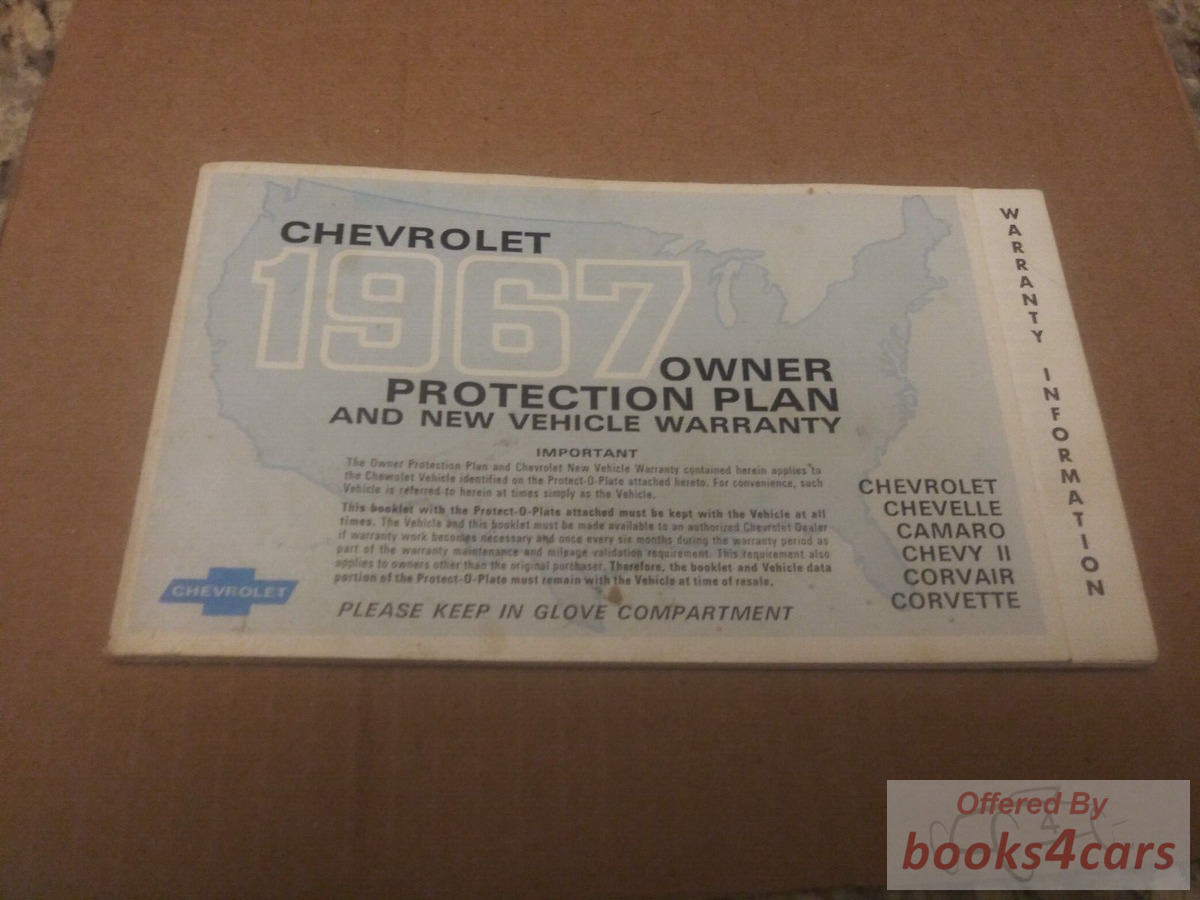 CHEVROLET
1967
OWNER
PROTECTION PLAN
AND NEW VEHICLE WARRANTY
IMPORTANT
The Owner Protection Plan and Chevrolet New Vehicle Warranty contained herein applies to
the Chevrolet Vehicle identified on the Protect-O-Plate attached hereto. For convenience, such
Vehicle is referred to herein at times simply as the Vehicle.
This booklet with the Protect-O-Plate attached must be kept with the Vehicle at all
times. The Vehicle and this booklet must be made available to an authorized Chevrolet Dealer
if warranty work becomes necessary and once every six months during the warranty period as
part of the warranty maintenance and mileage validation requirement. This requirement also
applies to owners other than the original purchaser. Therefore, the booklet and Vehicle data
portion of the Protect-O-Plate must remain with the Vehicle at time of resale.
PLEASE KEEP IN GLOVE COMPARTMENT
CHEVROLET
CHEVROLET
CHEVELLE
CAMARO
CHEVY II
CORVAIR
CORVETTE
WARRANTY INFORMATION
Offered By
books4cars